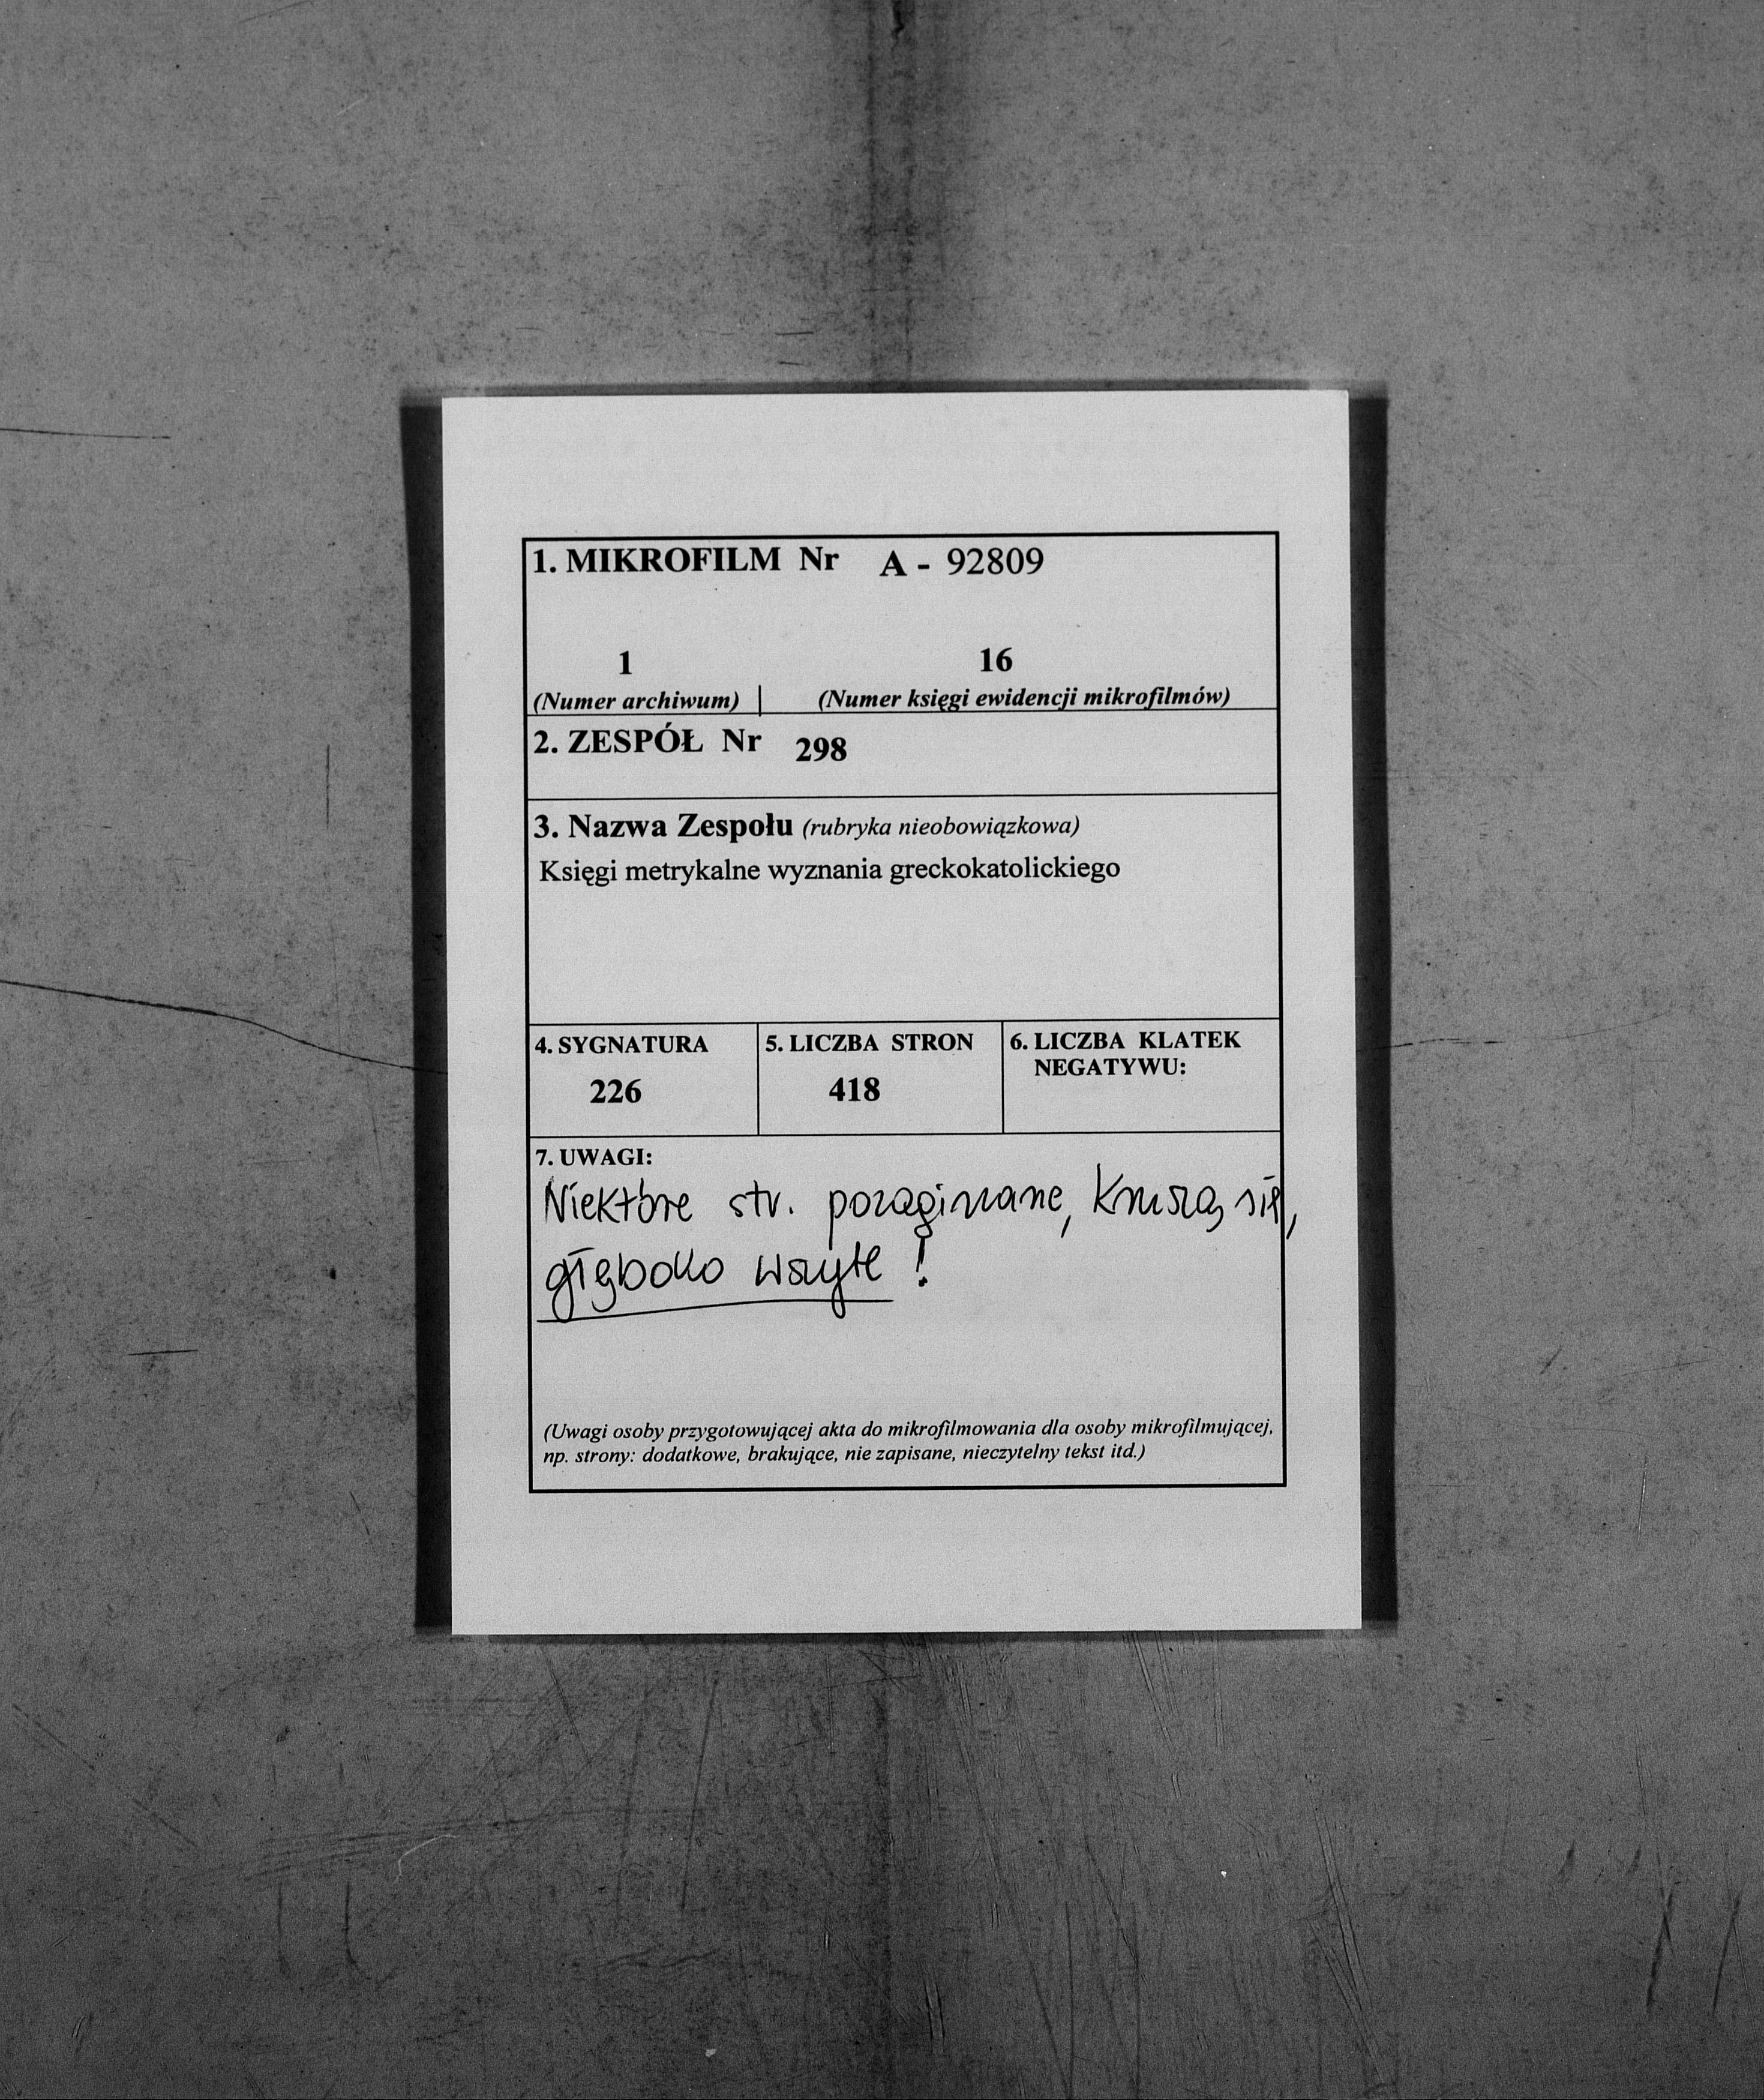 1. MIKROFILM Nr A - 92809
1 16
(Numer archiwum) | (Numer księgi ewidencji mikrofilmów)
2. ZESPÓŁ Nr 298
3. Nazwa Zespołu (rubryka nieobowiązkowa)
Księgi metrykalne wyznania greckokatolickiego
4. SYGNATURA 5. LICZBA STRON 6. LICZBA KLATEK
NEGATYWU:
226 418
7. UWAGI:
Niektóre str. pozaginane, kruszą się,
głęboko wszyte !
(Uwagi osoby przygotowującej akta do mikrofilmowania dla osoby mikrofilmującej,
np. strony: dodatkowe, brakujące, nie zapisane, nieczytelny tekst itd.)